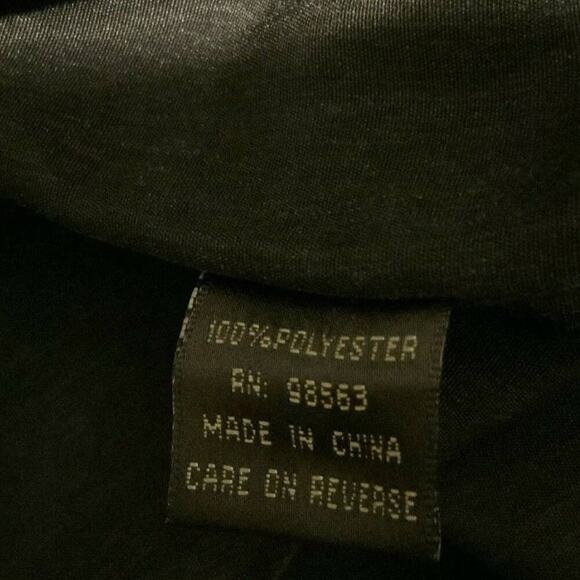 100%POLYESTER
RN: 98563
MADE IN CHINA
CARE ON REVERSE